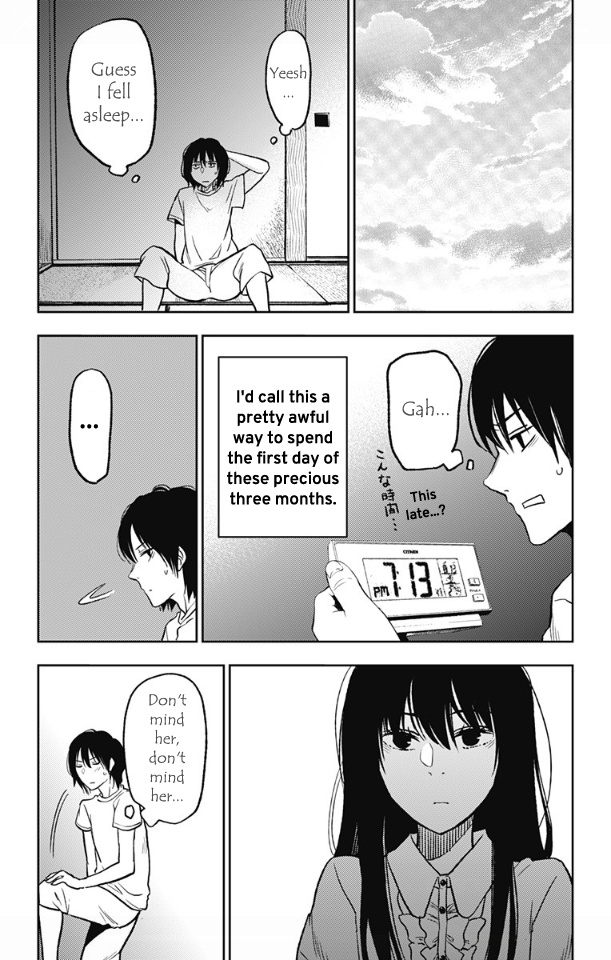 Yeesh
...
Guess
I fell
asleep...
Gah...
こんな時間…
This
late...?
CITIZEN
PM 7:13
I'd call this a
pretty awful
way to spend
the first day of
these precious
three months.
...
Don't
mind
her,
don't
mind
her...